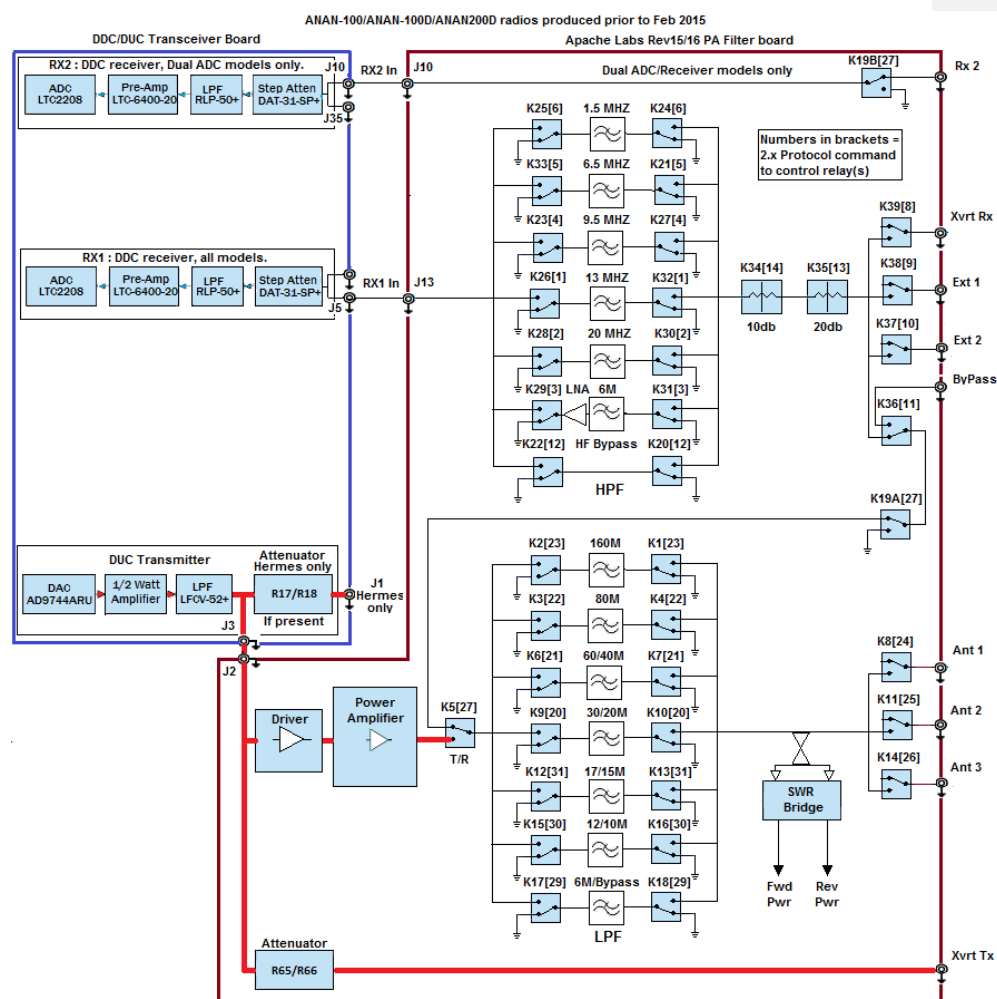 ANAN-100/ANAN-100D/ANAN200D radios produced prior to Feb 2015
DDC/DUC Transceiver Board
Apache Labs Rev15/16 PA Filter board
RX2 : DDC receiver, Dual ADC models only.
ADC
LTC2208
Pre-Amp
LTC-6400-20
LPF
RLP-50+
Step Atten
DAT-31-SP+
J10
J35
RX2 In
J10
Dual ADC/Receiver models only
K19B[27]
Rx 2
K25[6]
1.5 MHZ
K24[6]
K33[5]
6.5 MHZ
K21[5]
K23[4]
9.5 MHZ
K27[4]
K26[1]
13 MHZ
K32[1]
K28[2]
20 MHZ
K30[2]
K29[3]
LNA
6M
K31[3]
K22[12]
HF Bypass
K20[12]
HPF
Numbers in brackets =
2.x Protocol command
to control relay(s)
RX1 : DDC receiver, all models.
ADC
LTC2208
Pre-Amp
LTC-6400-20
LPF
RLP-50+
Step Atten
DAT-31-SP+
J5
RX1 In
J13
K34[14]
10db
K35[13]
20db
K39[8]
Xvrt Rx
K38[9]
Ext 1
K37[10]
Ext 2
ByPass
K36[11]
K19A[27]
DUC Transmitter
DAC
AD9744ARU
1/2 Watt
Amplifier
LPF
LFCV-52+
Attenuator
Hermes only
R17/R18
If present
J1
Hermes
only
J3
J2
Driver
Power
Amplifier
K5[27]
T/R
K2[23]
160M
K1[23]
K3[22]
80M
K4[22]
K6[21]
60/40M
K7[21]
K9[20]
30/20M
K10[20]
K12[31]
17/15M
K13[31]
K15[30]
12/10M
K16[30]
K17[29]
6M/Bypass
K18[29]
LPF
SWR
Bridge
Fwd
Pwr
Rev
Pwr
K8[24]
Ant 1
K11[25]
Ant 2
K14[26]
Ant 3
Attenuator
R65/R66
Xvrt Tx